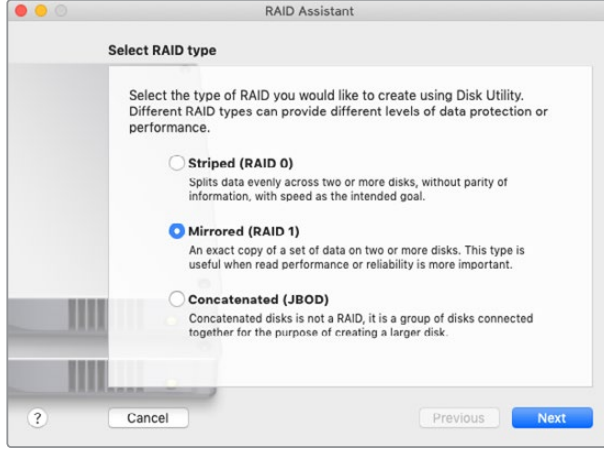 RAID Assistant
Select RAID type
Select the type of RAID you would like to create using Disk Utility.
Different RAID types can provide different levels of data protection or
performance.
Striped (RAID 0)
Splits data evenly across two or more disks, without parity of
information, with speed as the intended goal.
Mirrored (RAID 1)
An exact copy of a set of data on two or more disks. This type is
useful when read performance or reliability is more important.
Concatenated (JBOD)
Concatenated disks is not a RAID, it is a group of disks connected
together for the purpose of creating a larger disk.
? Cancel Previous Next